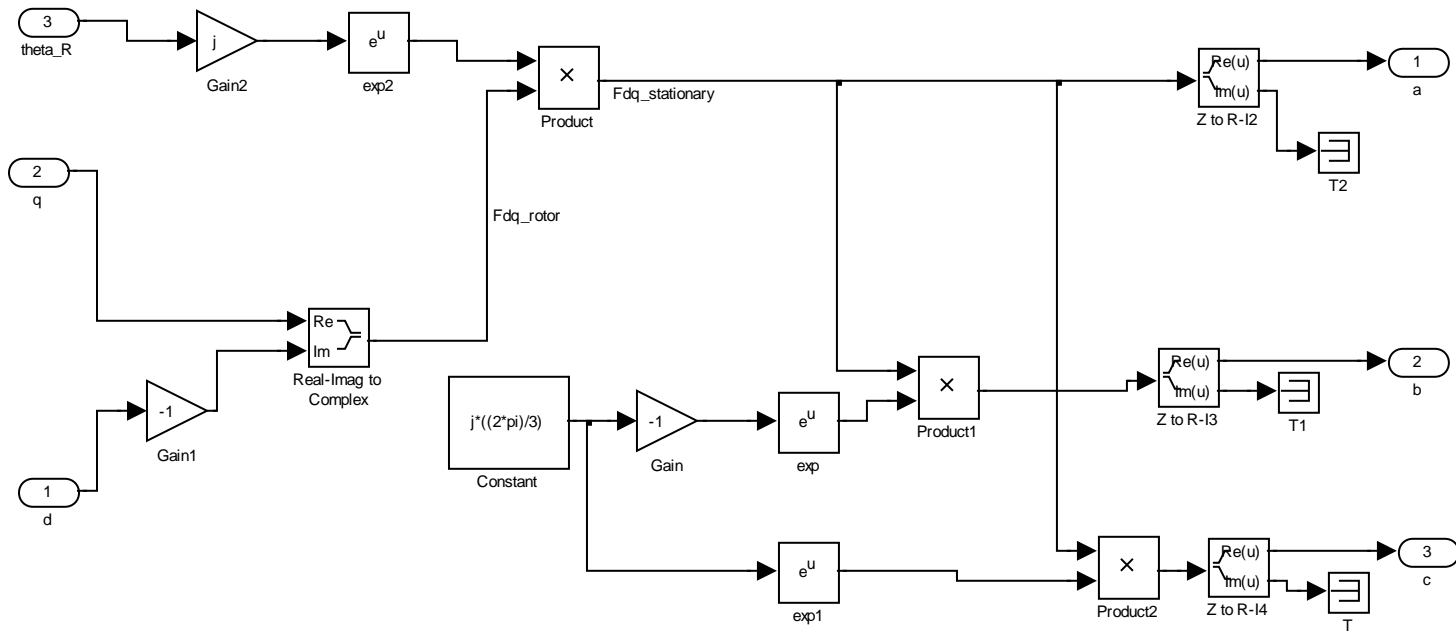 3
theta_R
j
Gain2
e^u
exp2
×
Product
Fdq_stationary
Re(u)
Im(u)
Z to R-I2
1
a
T2
2
q
Fdq_rotor
Re
Im
Real-Imag to
Complex
-1
Gain1
1
d
j*((2*pi)/3)
Constant
-1
Gain
e^u
exp
×
Product1
Re(u)
Im(u)
Z to R-I3
2
b
T1
e^u
exp1
×
Product2
Re(u)
Im(u)
Z to R-I4
3
c
T